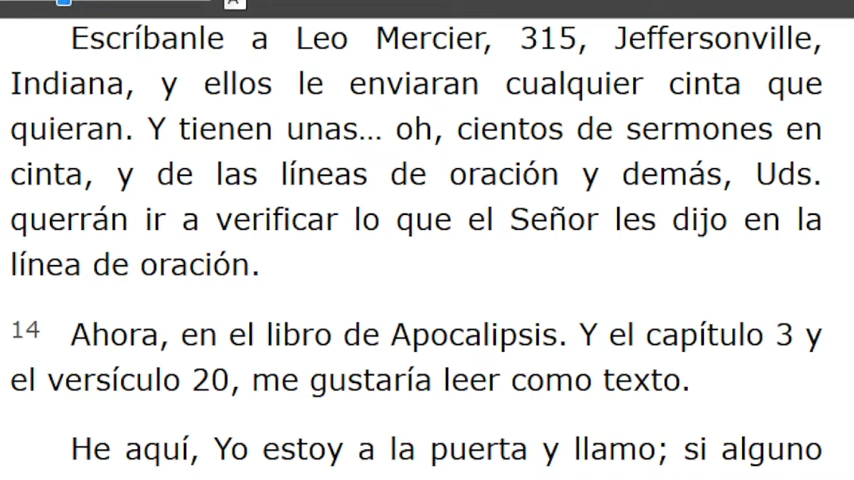 Escríbanle a Leo Mercier, 315, Jeffersonville,
Indiana, y ellos le enviaran cualquier cinta que
quieran. Y tienen unas... oh, cientos de sermones en
cinta, y de las líneas de oración y demás, Uds.
querrán ir a verificar lo que el Señor les dijo en la
línea de oración.
14 Ahora, en el libro de Apocalipsis. Y el capítulo 3 y
el versículo 20, me gustaría leer como texto.
He aquí, Yo estoy a la puerta y llamo; si alguno